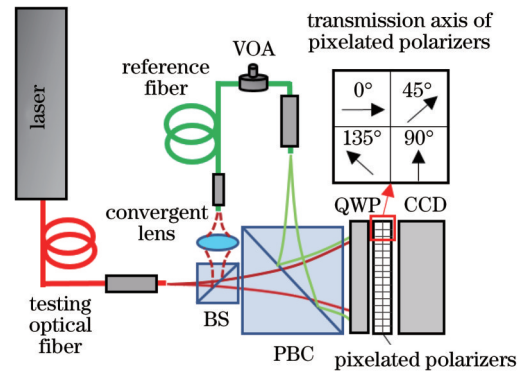 transmission axis of
pixelated polarizers
VOA
reference
fiber
laser
0°
45°
135°
90°
QWP
CCD
convergent
lens
testing
optical
fiber
BS
PBC
pixelated polarizers